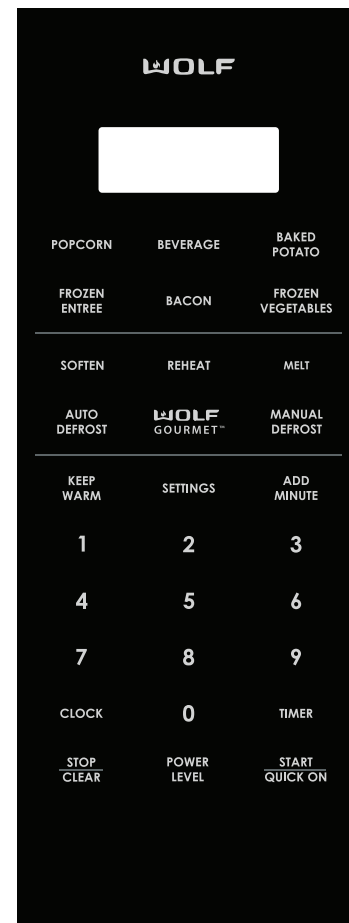 WOLF
POPCORN
BEVERAGE
BAKED
POTATO
FROZEN
ENTREE
BACON
FROZEN
VEGETABLES
SOFTEN
REHEAT
MELT
AUTO
DEFROST
WOLF
GOURMET™
MANUAL
DEFROST
KEEP
WARM
SETTINGS
ADD
MINUTE
1
2
3
4
5
6
7
8
9
CLOCK
0
TIMER
STOP
CLEAR
POWER
LEVEL
START
QUICK ON